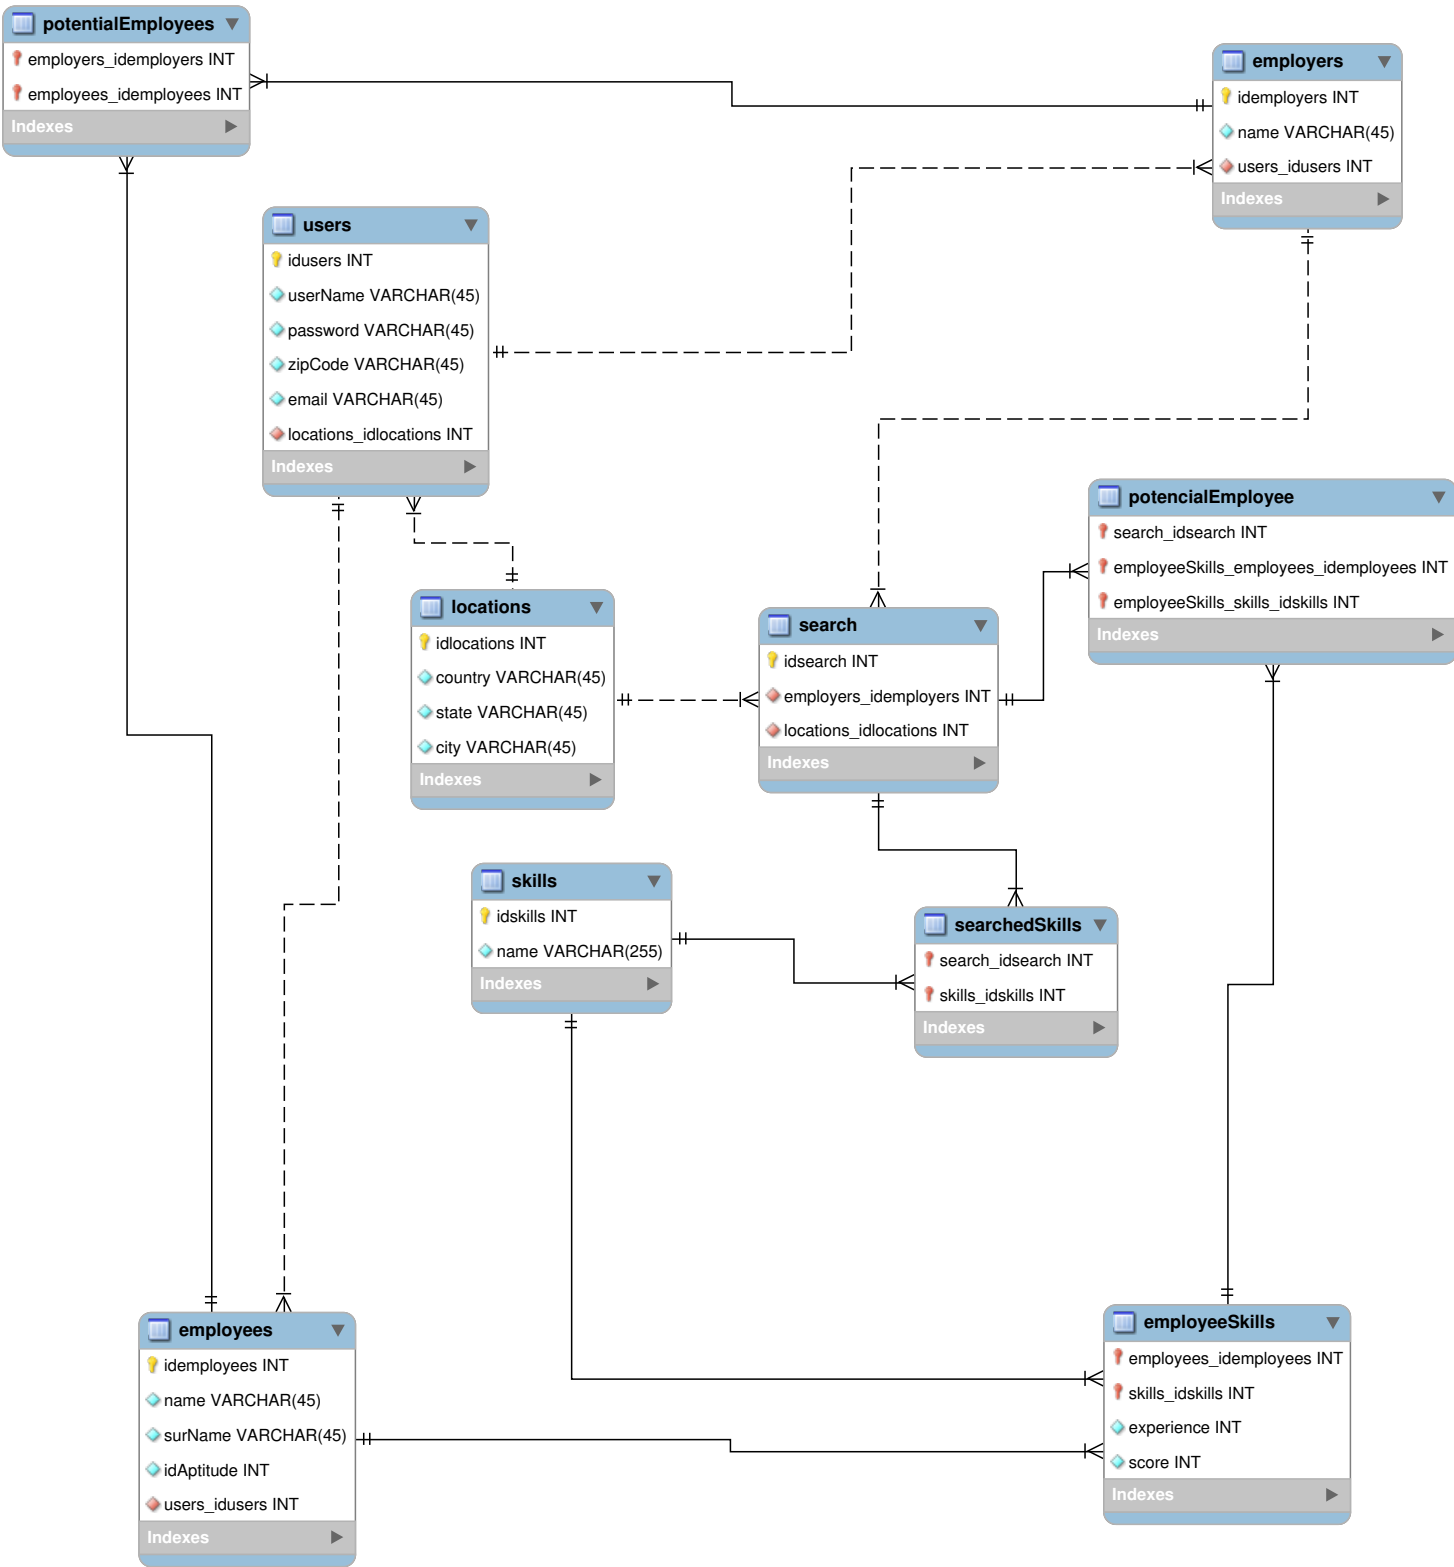 potentialEmployees
employers_idemployers INT
employees_idemployees INT
Indexes
employers
idemployers INT
name VARCHAR(45)
users_idusers INT
Indexes
users
idusers INT
userName VARCHAR(45)
password VARCHAR(45)
zipCode VARCHAR(45)
email VARCHAR(45)
locations_idlocations INT
Indexes
potencialEmployee
search_idsearch INT
employeeSkills_employees_idemployees INT
employeeSkills_skills_idskills INT
Indexes
locations
idlocations INT
country VARCHAR(45)
state VARCHAR(45)
city VARCHAR(45)
Indexes
search
idsearch INT
employers_idemployers INT
locations_idlocations INT
Indexes
skills
idskills INT
name VARCHAR(255)
Indexes
searchedSkills
search_idsearch INT
skills_idskills INT
Indexes
employees
idemployees INT
name VARCHAR(45)
surName VARCHAR(45)
idAptitude INT
users_idusers INT
Indexes
employeeSkills
employees_idemployees INT
skills_idskills INT
experience INT
score INT
Indexes